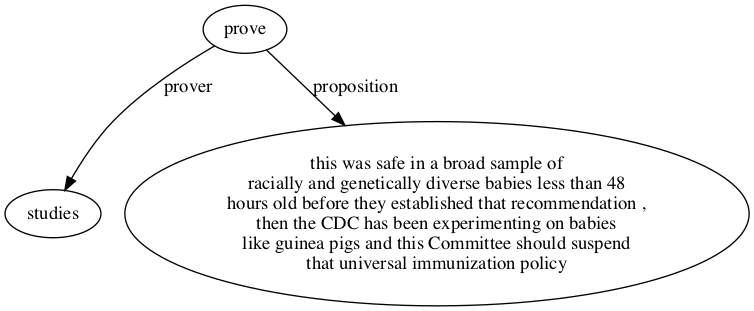 prove
prover
proposition
this was safe in a broad sample of
racially and genetically diverse babies less than 48
hours old before they established that recommendation ,
then the CDC has been experimenting on babies
like guinea pigs and this Committee should suspend
that universal immunization policy
studies